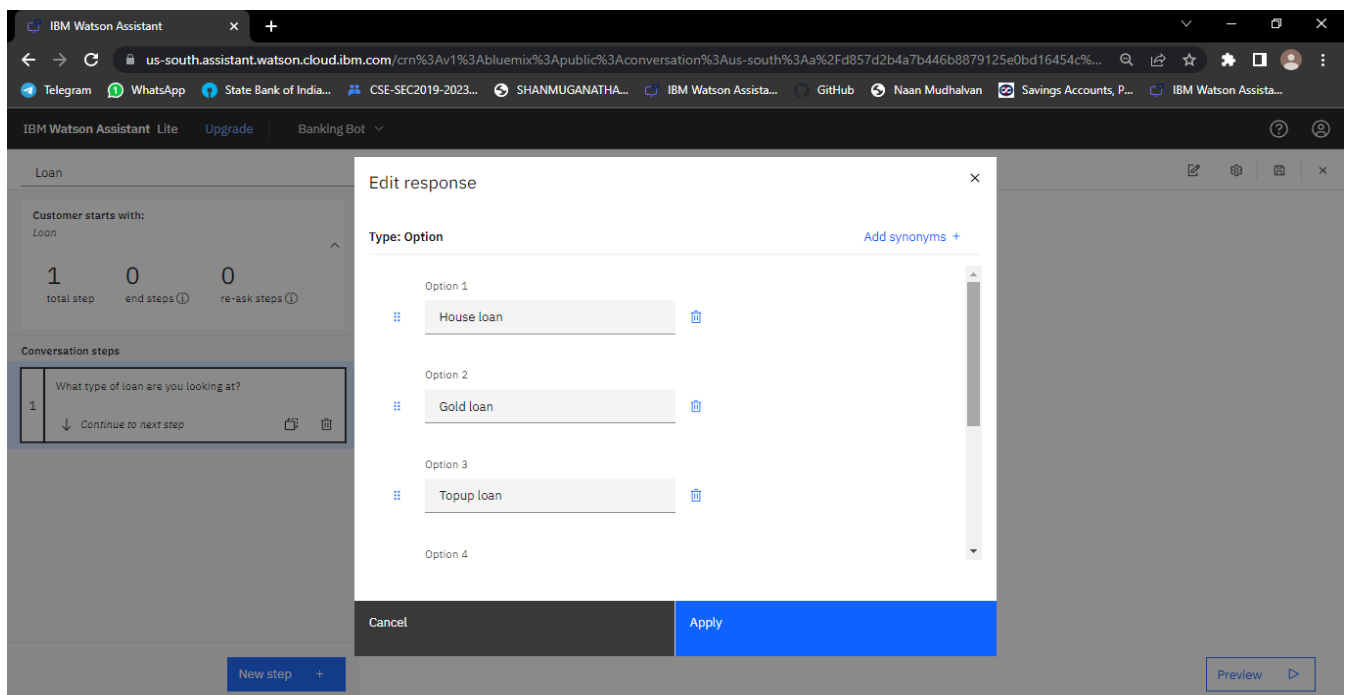 IBM Watson Assistant
us-south.assistant.watson.cloud.ibm.com/crn%3Av1%3Abluemix%3Apublic%3Aconversation%3Aus-south%3Aa%2Fd857d2b4a7b446b8879125e0bd16454c%...
Telegram WhatsApp State Bank of India... CSE-SEC2019-2023... SHANMUGANATHA... IBM Watson Assista... GitHub Naan Mudhalvan Savings Accounts, P... IBM Watson Assista...
IBM Watson Assistant Lite Upgrade Banking Bot
Loan
Customer starts with:
Loan
1 0 0
total step end steps re-ask steps
Conversation steps
1
What type of loan are you looking at?
Continue to next step
New step +
Edit response
Type: Option Add synonyms +
Option 1
House loan
Option 2
Gold loan
Option 3
Topup loan
Option 4
Cancel Apply
Preview